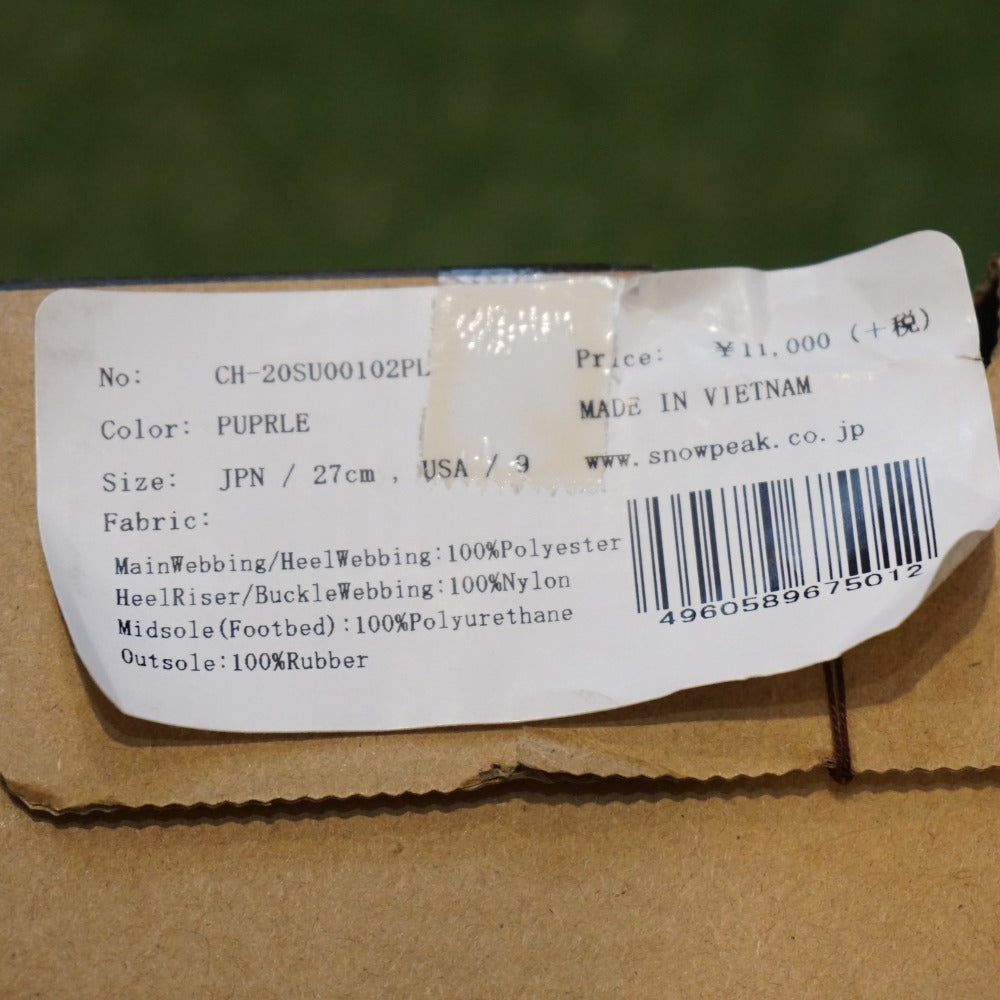 No: CH-20SU00102PL
Price: ¥11,000 (+税)
Color: PUPRLE
MADE IN VIETNAM
Size: JPN / 27cm , USA / 9
www.snowpeak.co.jp
Fabric:
MainWebbing/HeelWebbing:100%Polyester
HeelRiser/BuckleWebbing:100%Nylon
Midsole(Footbed):100%Polyurethane
Outsole:100%Rubber
4960589675012